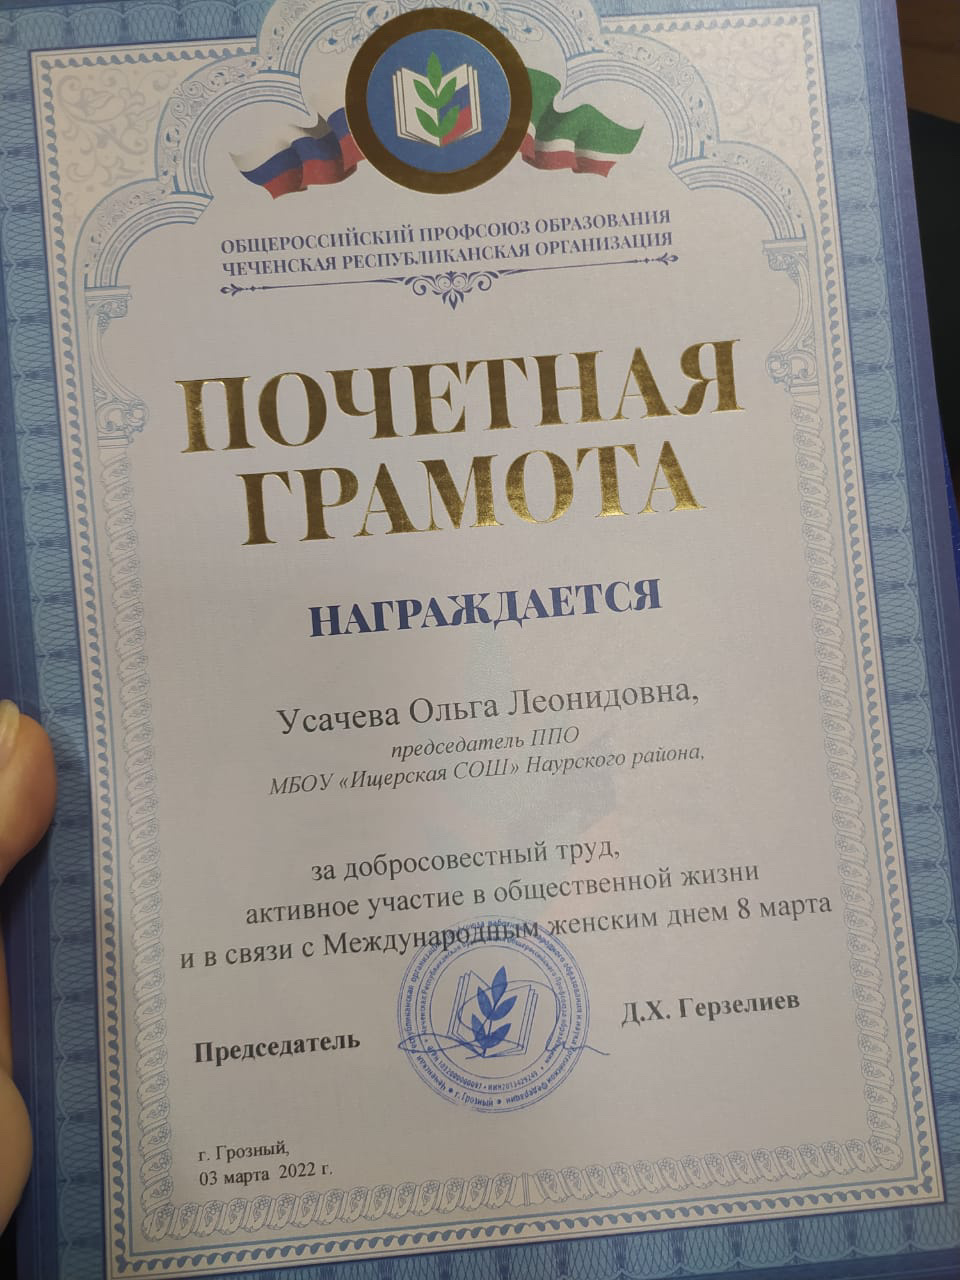 ОБЩЕРОССИЙСКИЙ ПРОФСОЮЗ ОБРАЗОВАНИЯ
ЧЕЧЕНСКАЯ РЕСПУБЛИКАНСКАЯ ОРГАНИЗАЦИЯ
ПОЧЕТНАЯ
ГРАМОТА
НАГРАЖДАЕТСЯ
Усачева Ольга Леонидовна,
председатель ППО
МБОУ «Ищерская СОШ» Наурского района,
за добросовестный труд,
активное участие в общественной жизни
и в связи с Международным женским днем 8 марта
Председатель
Д.Х. Герзелиев
г. Грозный
г. Грозный,
03 марта 2022 г.